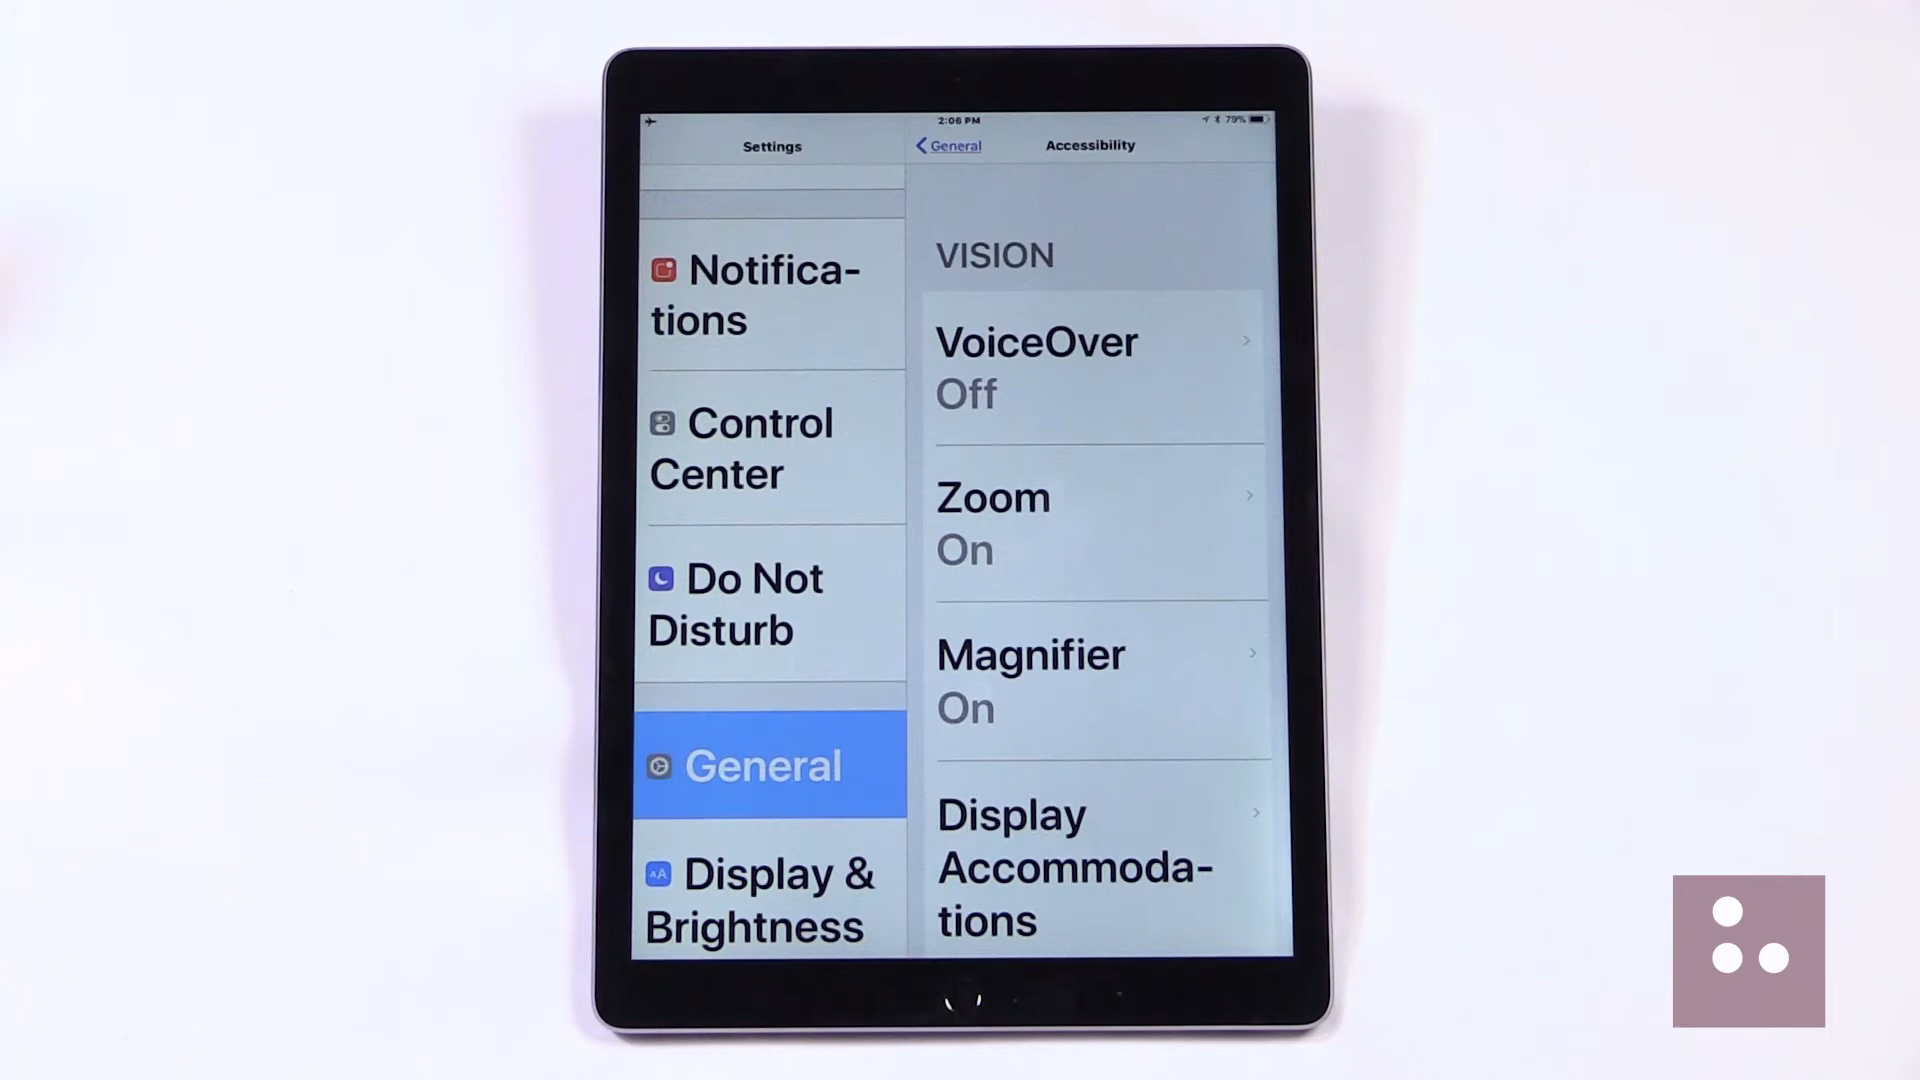 2:06 PM
79%
Settings
General
Accessibility
Notifica-
tions
Control
Center
Do Not
Disturb
General
AA Display &
Brightness
VISION
VoiceOver
Off
Zoom
On
Magnifier
On
Display
Accommoda-
tions